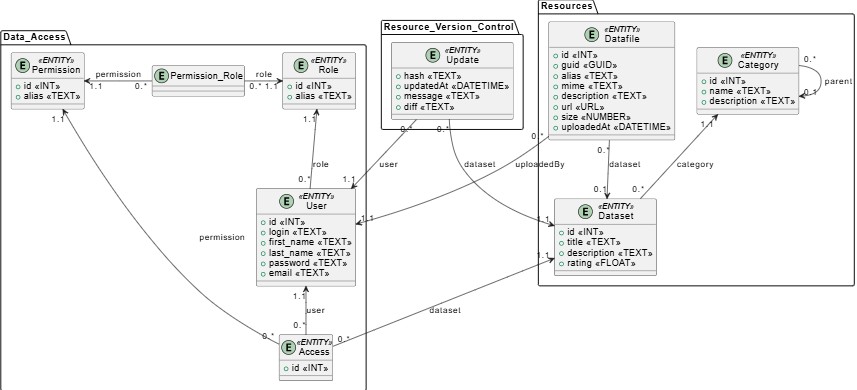 Data_Access
E «ENTITY» Permission
id «INT»
alias «TEXT»
permission
1.1
0..*
E «ENTITY» Permission_Role
role
0..*
1.1
E «ENTITY» Role
id «INT»
alias «TEXT»
1.1
1.1
role
0..*
E «ENTITY» User
id «INT»
login «TEXT»
first_name «TEXT»
last_name «TEXT»
password «TEXT»
email «TEXT»
permission
1.1
user
0..*
0..*
0..*
E «ENTITY» Access
id «INT»
dataset
Resource_Version_Control
E «ENTITY» Update
hash «TEXT»
updatedAt «DATETIME»
message «TEXT»
diff «TEXT»
0..*
0..*
user
1.1
dataset
1.1
Resources
E «ENTITY» Datafile
id «INT»
guid «GUID»
alias «TEXT»
mime «TEXT»
description «TEXT»
url «URL»
size «NUMBER»
uploadedAt «DATETIME»
0..*
uploadedBy
1.1
0..*
dataset
0..1
E «ENTITY» Category
id «INT»
name «TEXT»
description «TEXT»
0..*
parent
0..1
1.1
category
0..*
E «ENTITY» Dataset
id «INT»
title «TEXT»
description «TEXT»
rating «FLOAT»
1.1